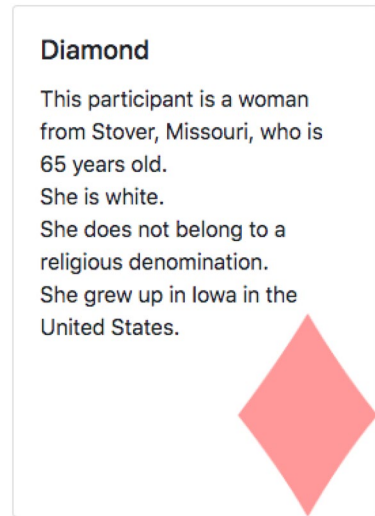 Diamond
This participant is a woman
from Stover, Missouri, who is
65 years old.
She is white.
She does not belong to a
religious denomination.
She grew up in Iowa in the
United States.